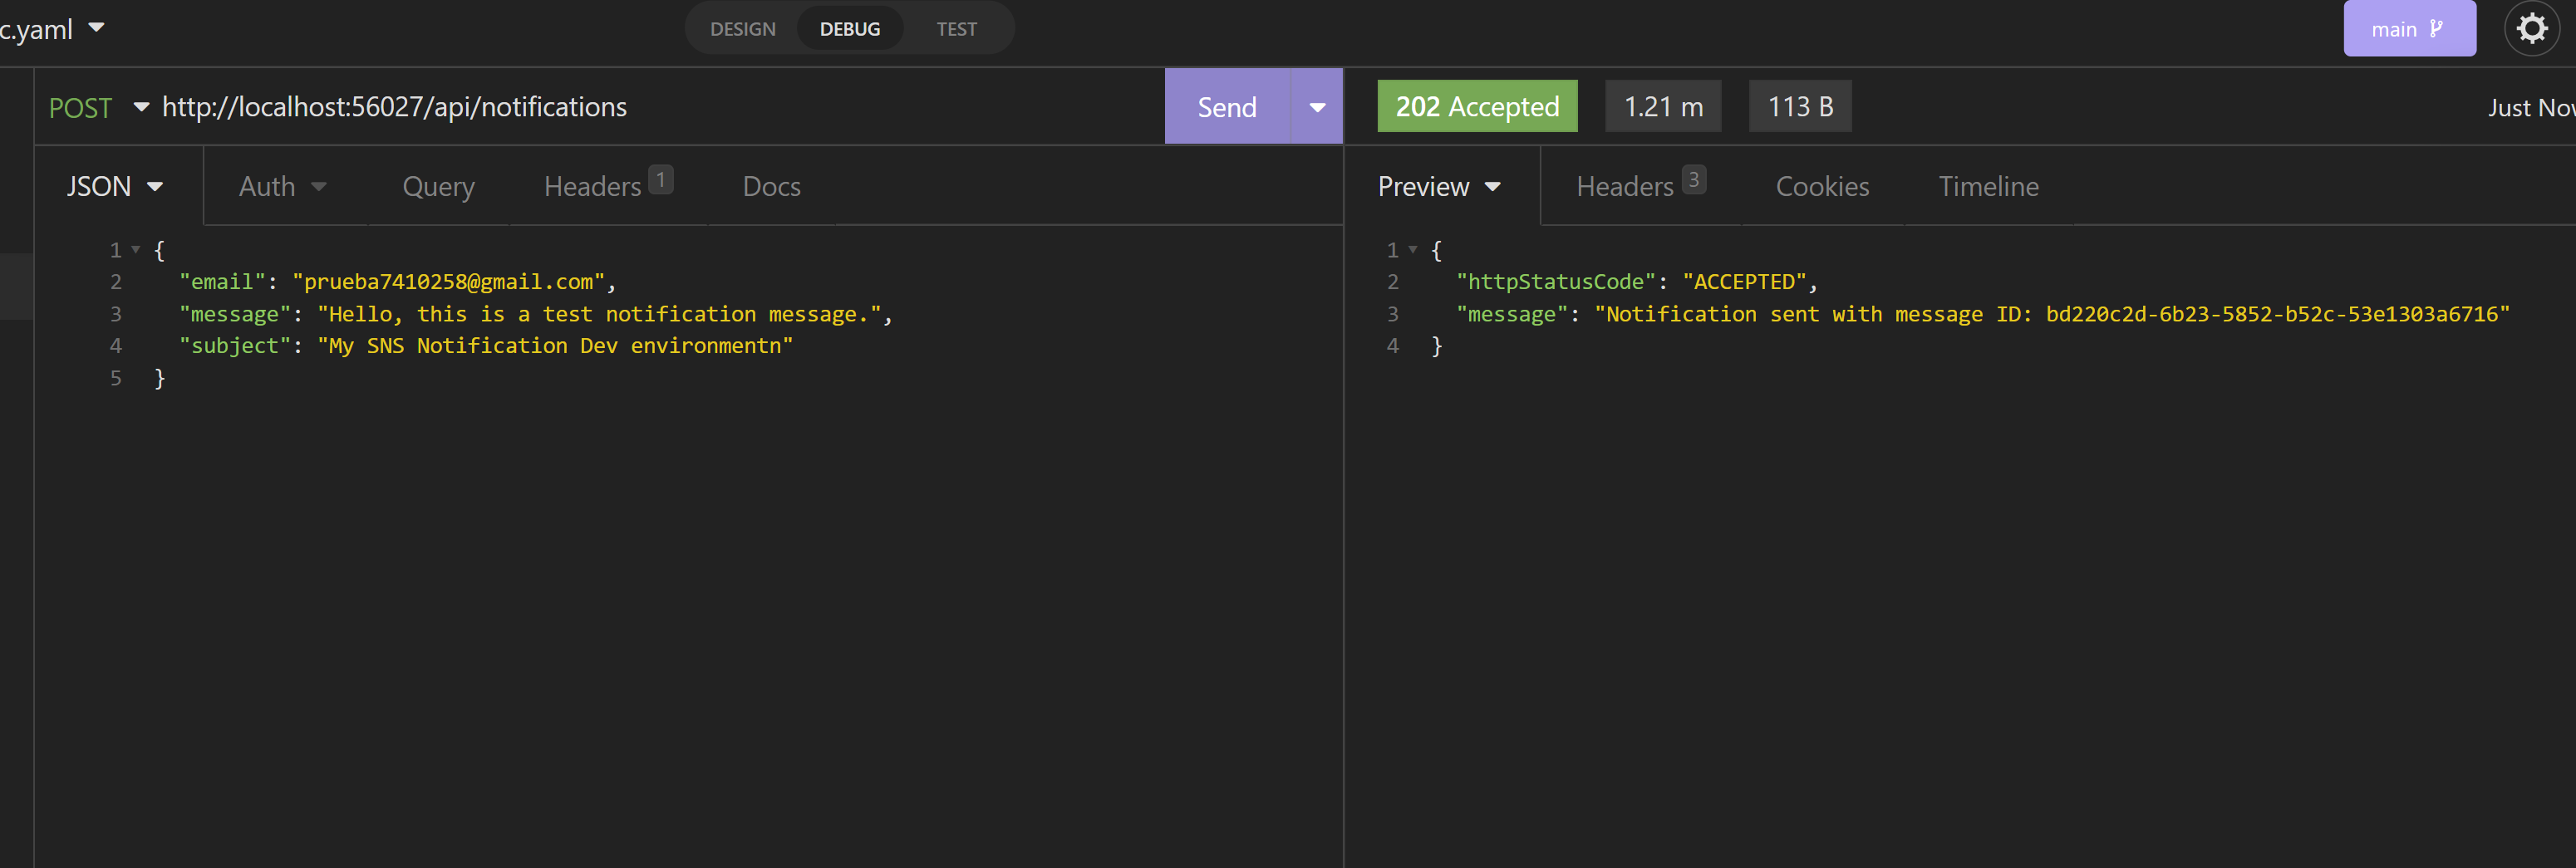 c.yaml
DESIGN DEBUG TEST
main
POST http://localhost:56027/api/notifications
Send
202 Accepted 1.21 m 113 B
Just Now
JSON Auth Query Headers 1 Docs
1 {
2 "email": "prueba7410258@gmail.com",
3 "message": "Hello, this is a test notification message.",
4 "subject": "My SNS Notification Dev environmentn"
5 }
Preview Headers 3 Cookies Timeline
1 {
2 "httpStatusCode": "ACCEPTED",
3 "message": "Notification sent with message ID: bd220c2d-6b23-5852-b52c-53e1303a6716"
4 }